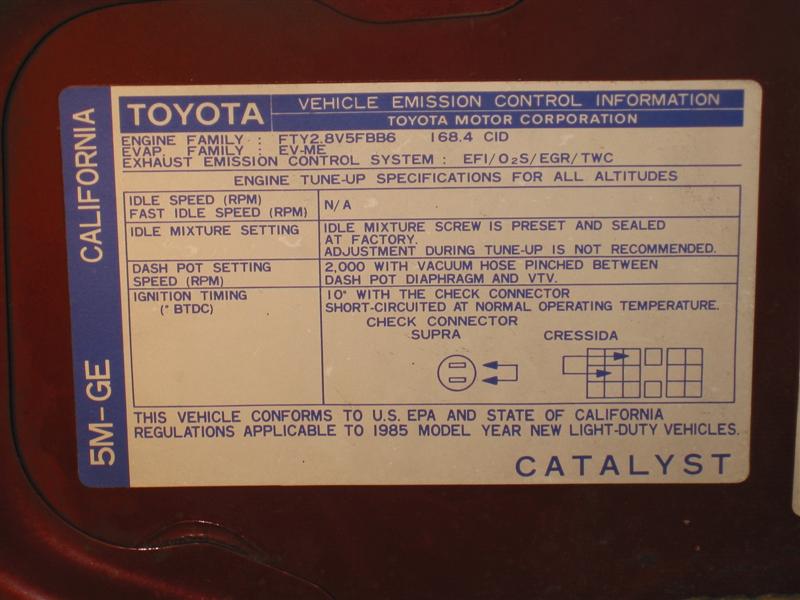 CALIFORNIA
5M-GE
TOYOTA
VEHICLE EMISSION CONTROL INFORMATION
TOYOTA MOTOR CORPORATION
ENGINE FAMILY : FTY2.8V5FBB6 168.4 CID
EVAP. FAMILY : EV-ME
EXHAUST EMISSION CONTROL SYSTEM : EFI/O₂S/EGR/TWC
ENGINE TUNE-UP SPECIFICATIONS FOR ALL ALTITUDES
IDLE SPEED (RPM)
FAST IDLE SPEED (RPM)
N/A
IDLE MIXTURE SETTING
IDLE MIXTURE SCREW IS PRESET AND SEALED
AT FACTORY.
ADJUSTMENT DURING TUNE-UP IS NOT RECOMMENDED.
DASH POT SETTING
SPEED (RPM)
2,000 WITH VACUUM HOSE PINCHED BETWEEN
DASH POT DIAPHRAGM AND VTV.
IGNITION TIMING
(° BTDC)
10° WITH THE CHECK CONNECTOR
SHORT-CIRCUITED AT NORMAL OPERATING TEMPERATURE.
CHECK CONNECTOR
SUPRA CRESSIDA
THIS VEHICLE CONFORMS TO U.S. EPA AND STATE OF CALIFORNIA
REGULATIONS APPLICABLE TO 1985 MODEL YEAR NEW LIGHT-DUTY VEHICLES.
CATALYST